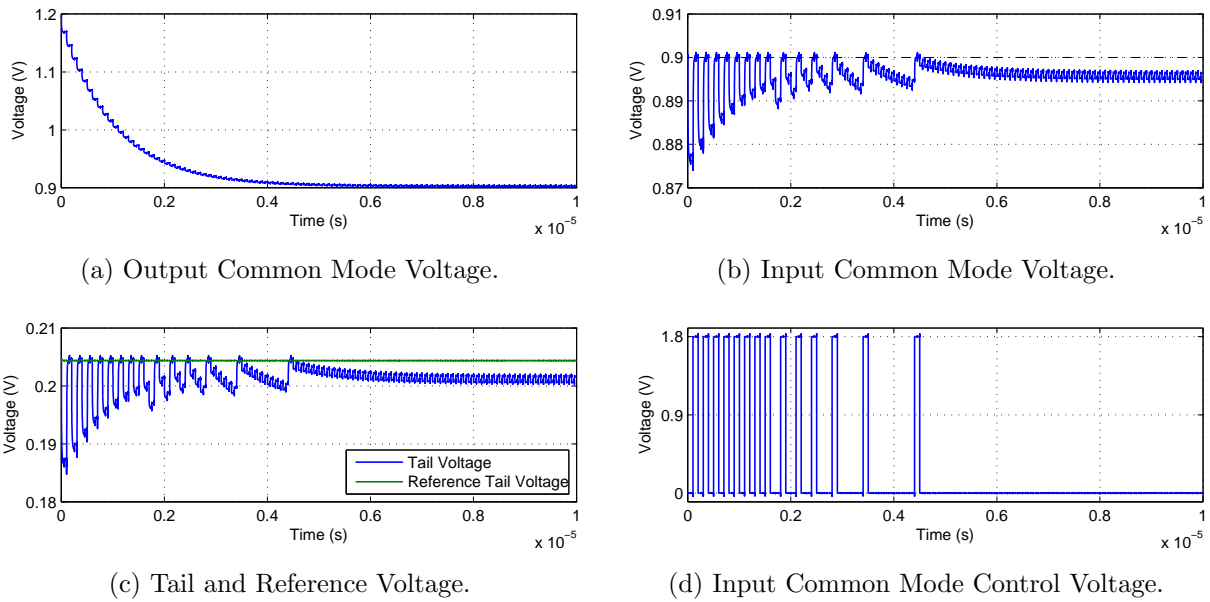 1.2
1.1
1
0.9
Voltage (V)
0 0.2 0.4 0.6 0.8 1
Time (s)
x 10^-5
(a) Output Common Mode Voltage.
0.91
0.9
0.89
0.88
0.87
Voltage (V)
0 0.2 0.4 0.6 0.8 1
Time (s)
x 10^-5
(b) Input Common Mode Voltage.
0.21
0.2
0.19
0.18
Voltage (V)
Tail Voltage
Reference Tail Voltage
0 0.2 0.4 0.6 0.8 1
Time (s)
x 10^-5
(c) Tail and Reference Voltage.
1.8
0.9
0
Voltage (V)
0 0.2 0.4 0.6 0.8 1
Time (s)
x 10^-5
(d) Input Common Mode Control Voltage.